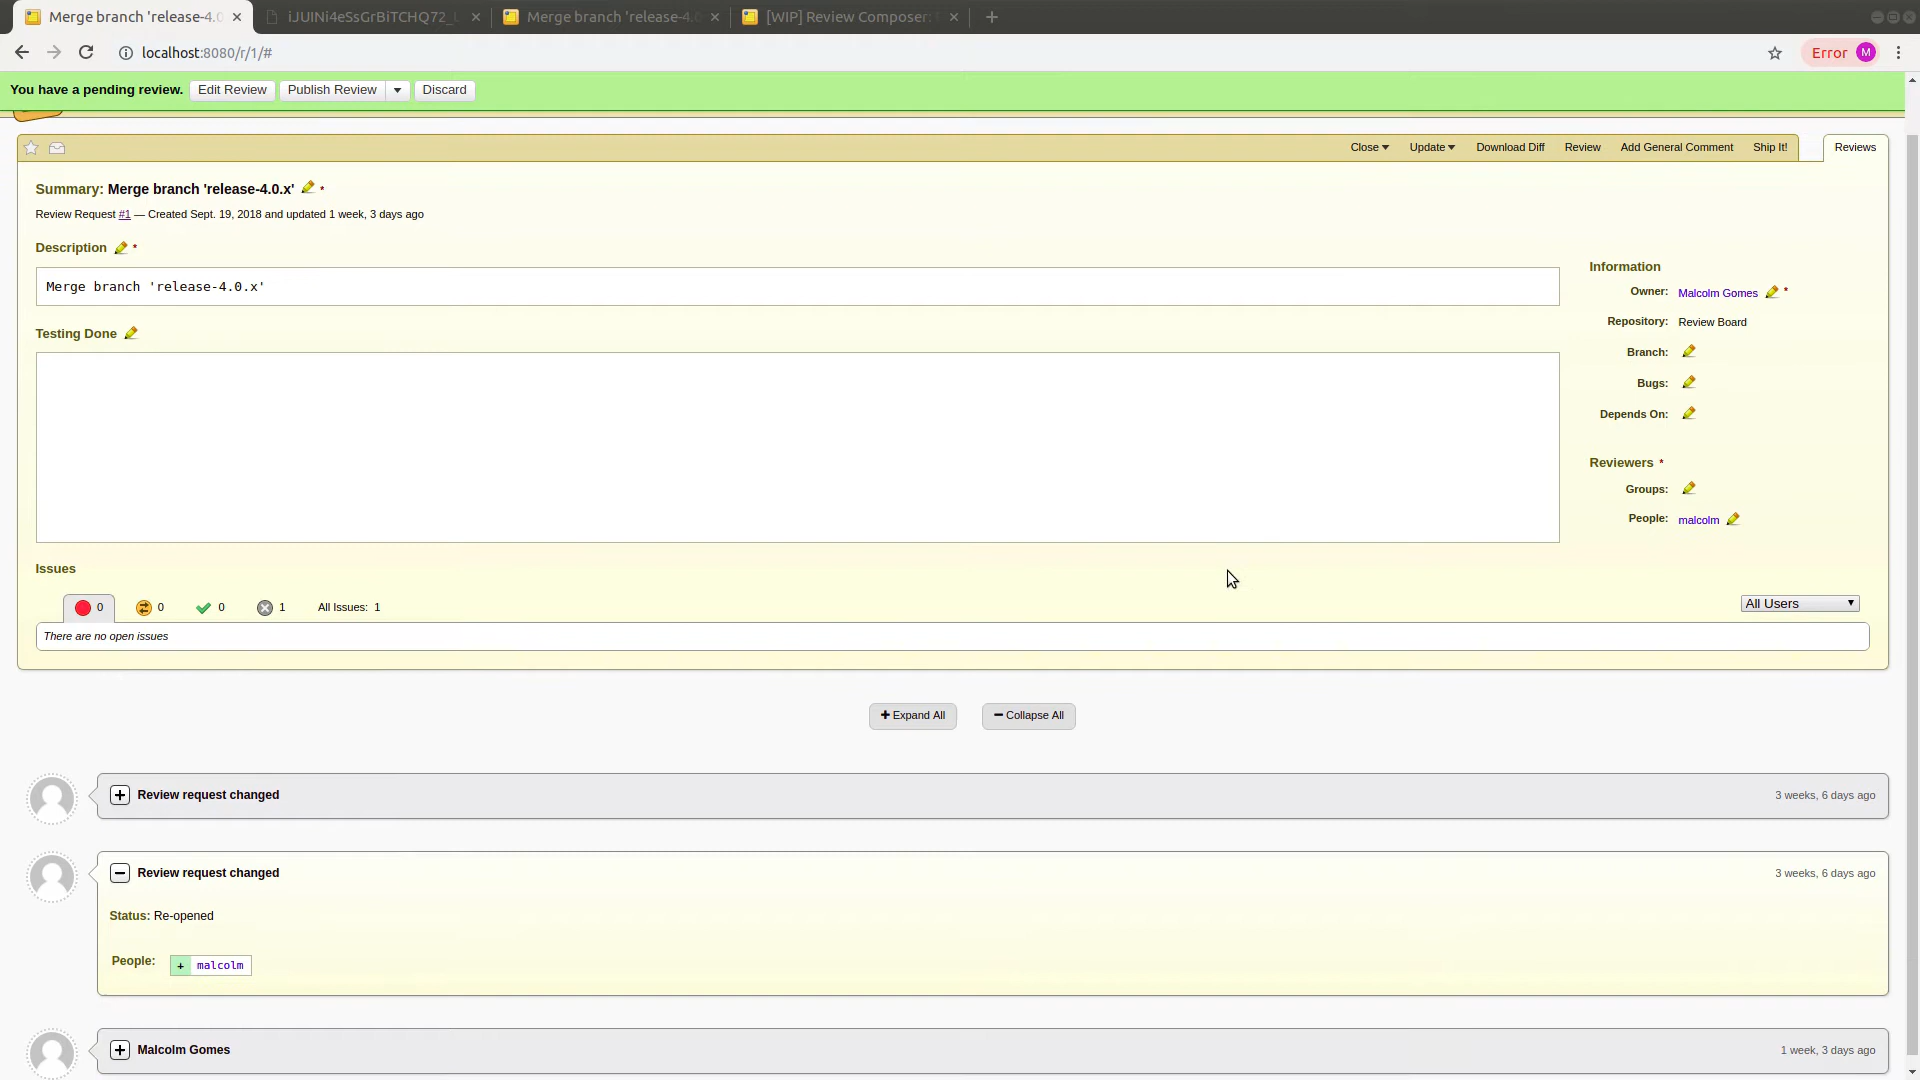 Merge branch 'release-4.0
iJUINi4eSsGrBiTCHQ72_
Merge branch 'release-4.0
[WIP] Review Composer:
localhost:8080/r/1/#
Error M
You have a pending review. Edit Review Publish Review Discard
Close Update Download Diff Review Add General Comment Ship It! Reviews
Summary: Merge branch 'release-4.0.x' *
Review Request #1 — Created Sept. 19, 2018 and updated 1 week, 3 days ago
Description *
Merge branch 'release-4.0.x'
Testing Done
Information
Owner: Malcolm Gomes *
Repository: Review Board
Branch:
Bugs:
Depends On:
Reviewers *
Groups:
People: malcolm
Issues
0 0 0 1 All Issues: 1
All Users
There are no open issues
Expand All Collapse All
Review request changed 3 weeks, 6 days ago
Review request changed 3 weeks, 6 days ago
Status: Re-opened
People: + malcolm
Malcolm Gomes 1 week, 3 days ago